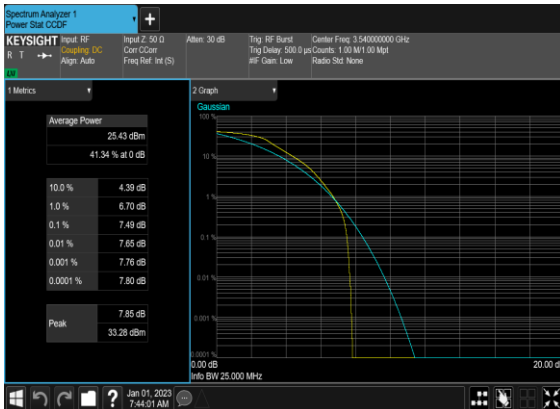 Spectrum Analyzer 1
Power Stat CCDF
+
KEYSIGHT
R T
LXI
Input: RF
Coupling: DC
Align: Auto
Input Z: 50 Ω
Corr CCorr
Freq Ref: Int (S)
Atten: 30 dB
Trig: RF Burst
Trig Delay: 500.0 µs
#IF Gain: Low
Center Freq: 3.540000000 GHz
Counts: 1.00 M/1.00 Mpt
Radio Std: None
1 Metrics
Average Power
25.43 dBm
41.34 % at 0 dB
10.0 % 4.39 dB
1.0 % 6.70 dB
0.1 % 7.49 dB
0.01 % 7.65 dB
0.001 % 7.76 dB
0.0001 % 7.80 dB
Peak
7.85 dB
33.28 dBm
2 Graph
Gaussian
100 %
10 %
1 %
0.1 %
0.01 %
0.001 %
0.0001 %
0.00 dB
20.00 d
Info BW 25.000 MHz
?
Jan 01, 2023
7:44:01 AM